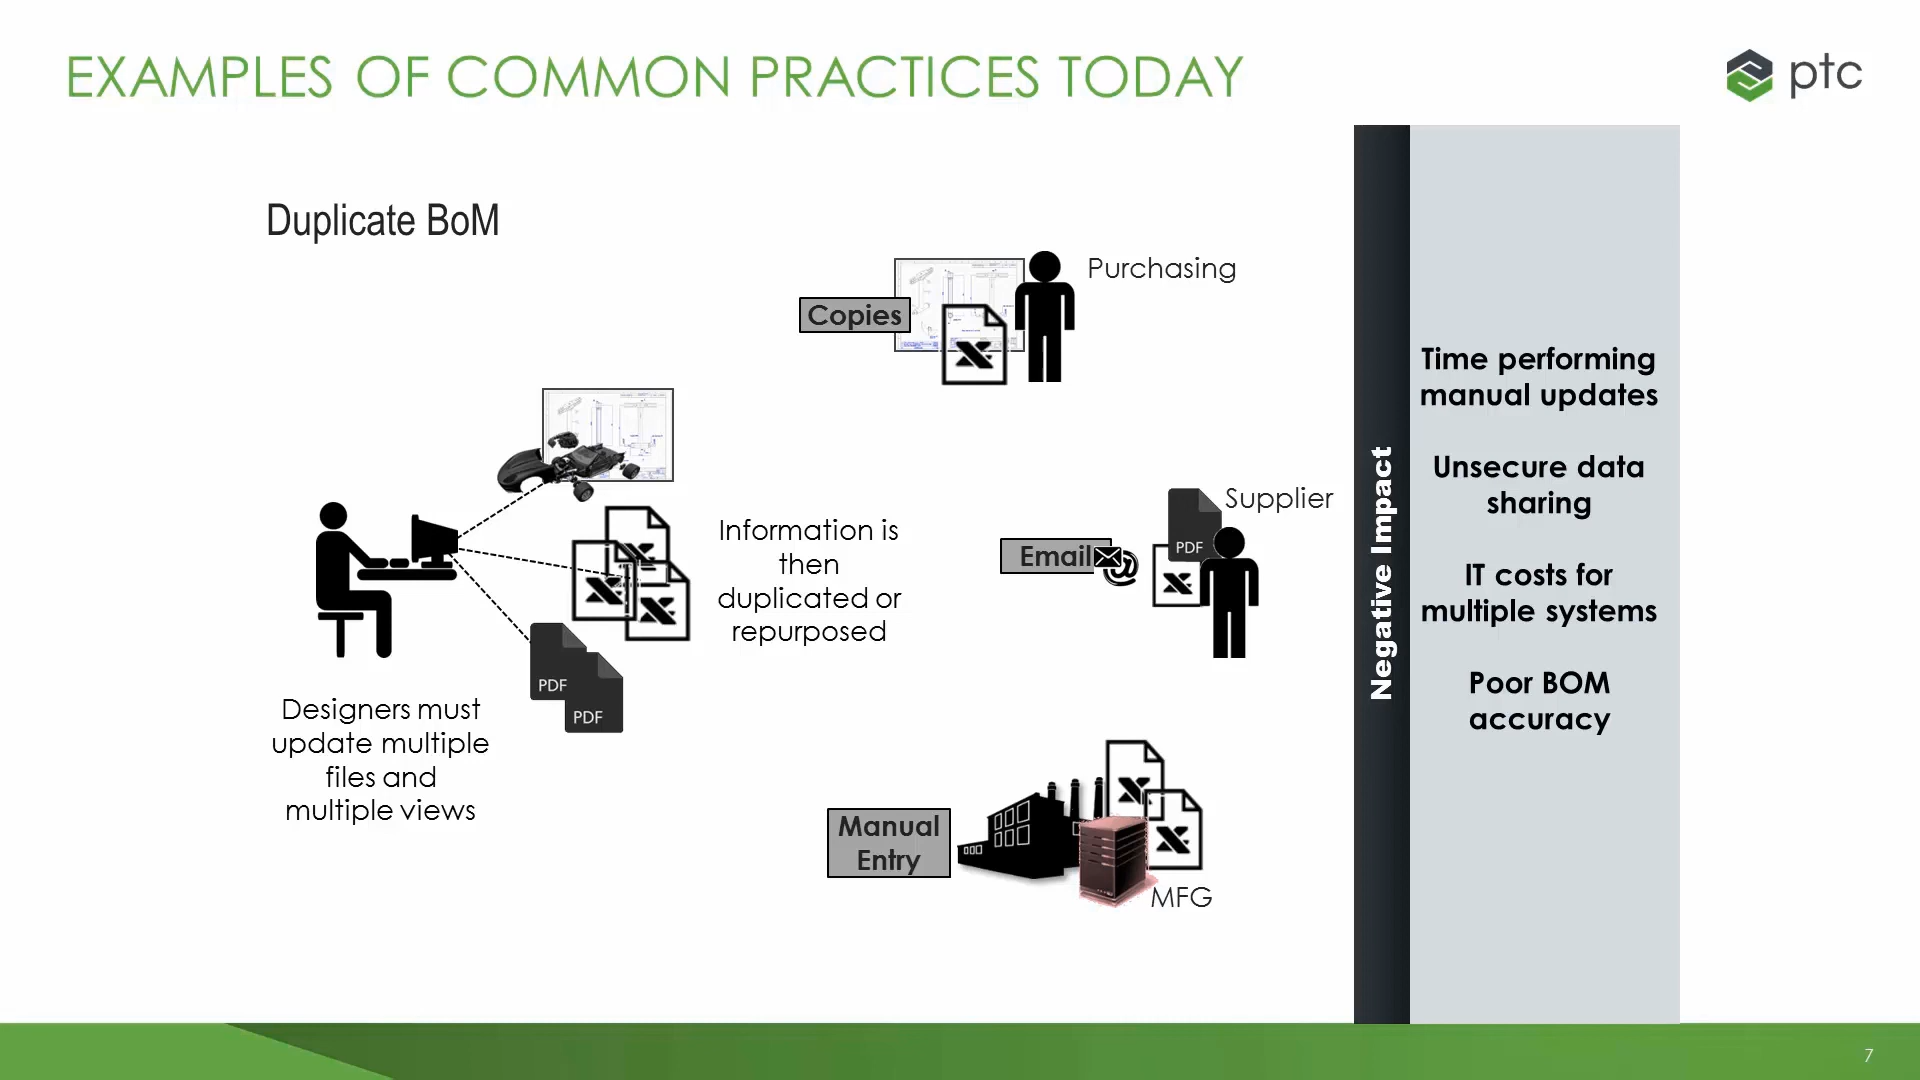 EXAMPLES OF COMMON PRACTICES TODAY
ptc
Duplicate BoM
Designers must
update multiple
files and
multiple views
PDF
PDF
Information is
then
duplicated or
repurposed
Copies
Purchasing
Email
@
PDF
Supplier
Manual
Entry
MFG
Negative Impact
Time performing
manual updates
Unsecure data
sharing
IT costs for
multiple systems
Poor BOM
accuracy
7